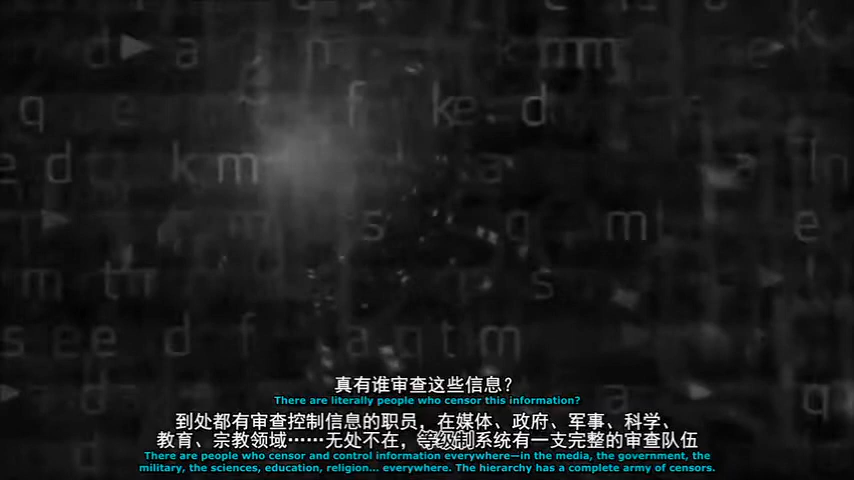 d a n k m m e k
q e f k e d
e d k m a a n
m s q m e
m t s
s e e d f a q t m
真有谁审查这些信息？
There are literally people who censor this information?
到处都有审查控制信息的职员，在媒体、政府、军事、科学、
教育、宗教领域……无处不在，等级制系统有一支完整的审查队伍
There are people who censor and control information everywhere—in the media, the government, the
military, the sciences, education, religion... everywhere. The hierarchy has a complete army of censors.